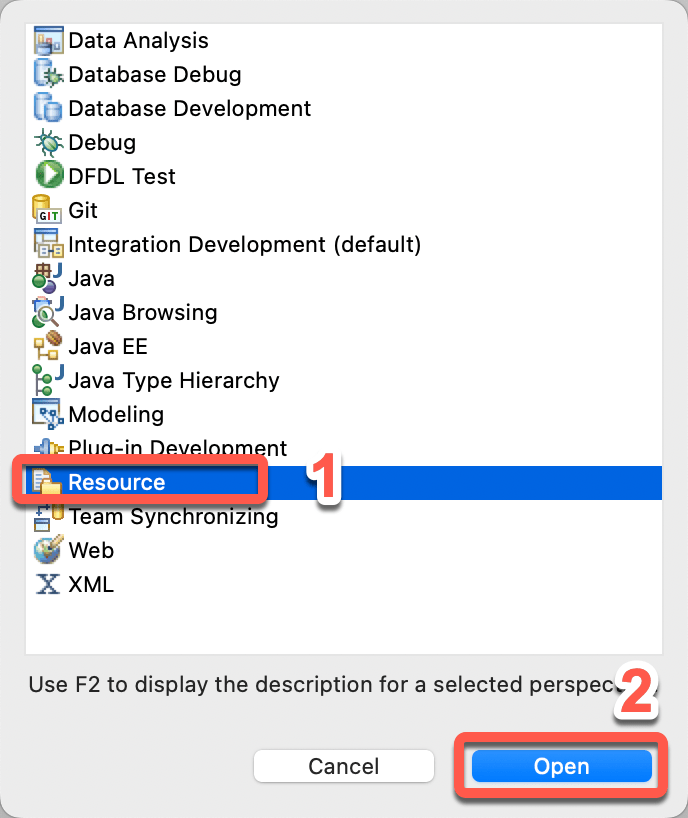 Data Analysis
Database Debug
Database Development
Debug
DFDL Test
GIT Git
Integration Development (default)
Java
Java Browsing
Java EE
Java Type Hierarchy
Modeling
Plug-in Development
Resource 1
Team Synchronizing
Web
XML
Use F2 to display the description for a selected
2
Cancel Open